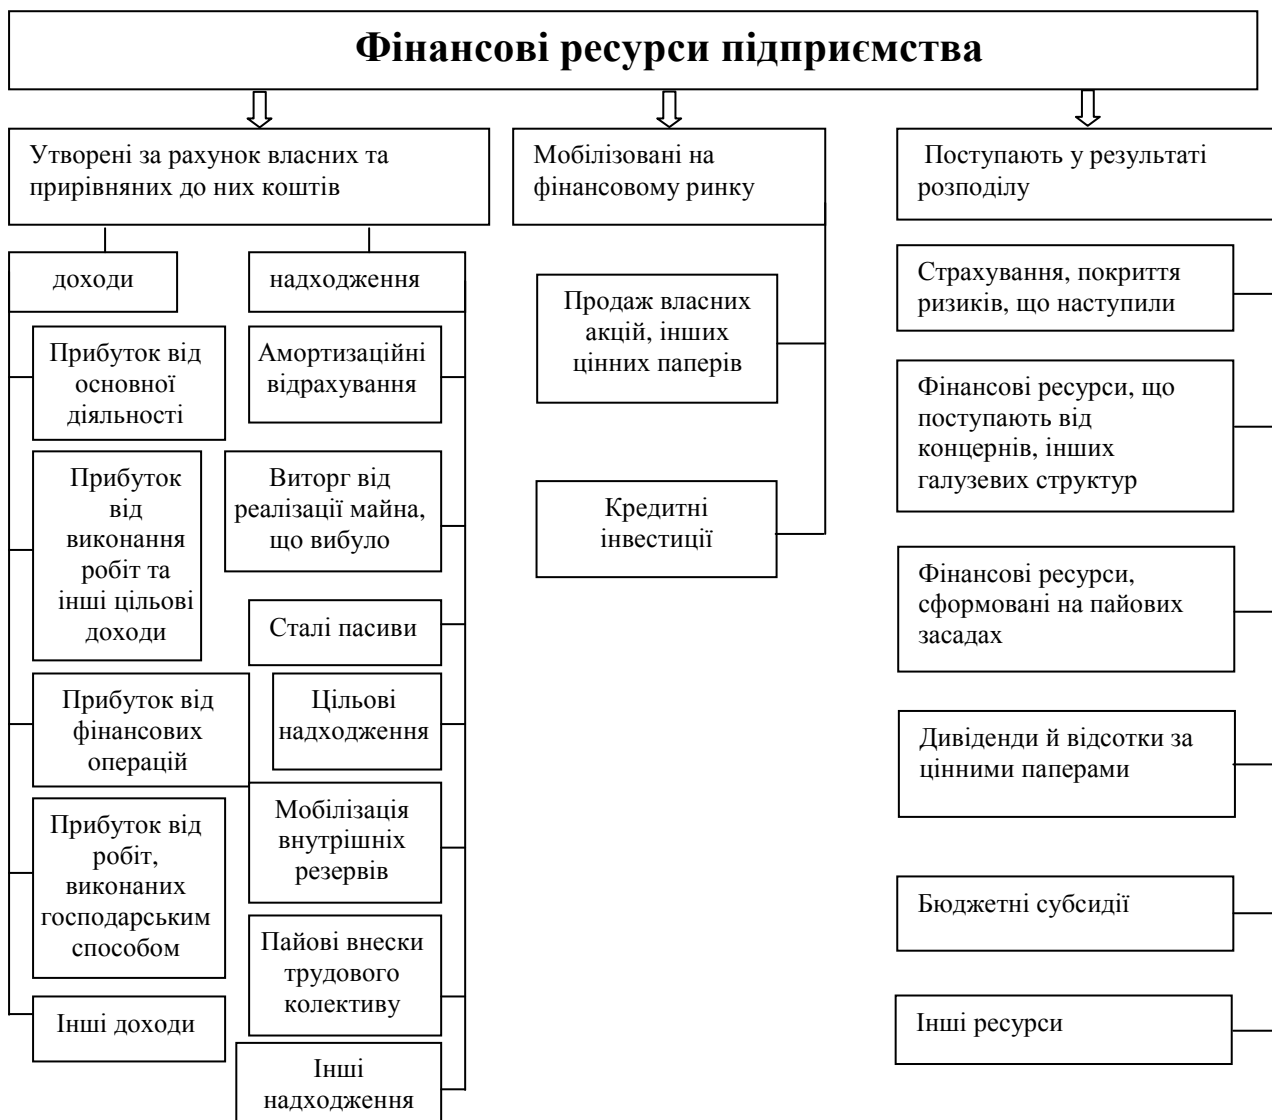 Фінансові ресурси підприємства
Утворені за рахунок власних та
прирівняних до них коштів
доходи
Прибуток від
основної
діяльності
Прибуток
від
виконання
робіт та
інші цільові
доходи
Прибуток від
фінансових
операцій
Прибуток від
робіт,
виконаних
господарським
способом
Інші доходи
надходження
Амортизаційні
відрахування
Виторг від
реалізації майна,
що вибуло
Сталі пасиви
Цільові
надходження
Мобілізація
внутрішніх
резервів
Пайові внески
трудового
колективу
Інші
надходження
Мобілізовані на
фінансовому ринку
Продаж власних
акцій, інших
цінних паперів
Кредитні
інвестиції
Поступають у результаті
розподілу
Страхування, покриття
ризиків, що наступили
Фінансові ресурси, що
поступають від
концернів, інших
галузевих структур
Фінансові ресурси,
сформовані на пайових
засадах
Дивіденди й відсотки за
цінними паперами
Бюджетні субсидії
Інші ресурси